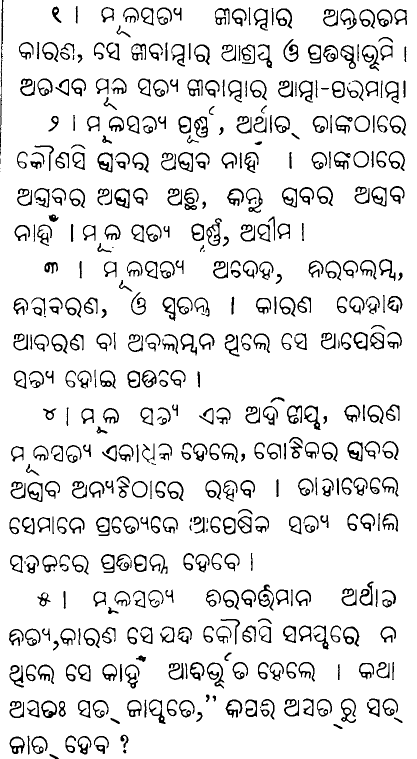 ୧ । ମୂଳସତ୍ୟ ଜୀବାତ୍ମାର ଅନ୍ତରତମ
କାରଣ, ସେ ଜୀବାତ୍ମାର ଆଶ୍ରୟ ଓ ପ୍ରତିଷ୍ଠାଭୂମି ।
ଅତଏବ ମୂଳ ସତ୍ୟ ଜୀବାତ୍ମାର ଆତ୍ମା-ପରମାତ୍ମା
୨ । ମୂଳସତ୍ୟ ପୂର୍ଣ୍ଣ, ଅର୍ଥାତ୍ ତାଙ୍କଠାରେ
କୌଣସି ଭାବର ଅଭାବ ନାହିଁ । ତାଙ୍କଠାରେ
ଅଭାବର ଅଭାବ ଅଛି, କିନ୍ତୁ ଭାବର ଅଭାବ
ନାହିଁ । ମୂଳ ସତ୍ୟ ପୂର୍ଣ୍ଣ, ଅସୀମ ।
୩ । ମୂଳସତ୍ୟ ଅଦେହ, ନିରବଲମ୍ବ,
ନିରାବରଣ, ଓ ସ୍ୱତନ୍ତ୍ର । କାରଣ ଦେହାଦି
ଆବରଣ ବା ଅବଲମ୍ବନ ଥିଲେ ସେ ଆପେକ୍ଷିକ
ସତ୍ୟ ହୋଇ ପଡିବେ ।
୪ । ମୂଳ ସତ୍ୟ ଏକ ଅଦ୍ୱିତୀୟ, କାରଣ
ମୂଳସତ୍ୟ ଏକାଧିକ ହେଲେ, ଗୋଟିକର ଭାବର
ଅଭାବ ଅନ୍ୟଟିଠାରେ ରହିବ । ତାହାହେଲେ
ସେମାନେ ପ୍ରତ୍ୟେକେ ଆପେକ୍ଷିକ ସତ୍ୟ ବୋଲି
ସହଜରେ ପ୍ରତିପନ୍ନ ହେବେ ।
୫ । ମୂଳସତ୍ୟ ଚିରବର୍ତ୍ତମାନ ଅର୍ଥାତ
ନିତ୍ୟ,କାରଣ ସେ ଯଦି କୌଣସି ସମୟରେ ନ
ଥିଲେ ସେ କାହୁଁ ଆବିର୍ଭୂତ ହେଲେ । କଥା
ଅସତଃ ସତ୍ ଜାୟତେ,” କିପରି ଅସତ୍ ରୁ ସତ୍
ଜାତ୍ ହେବ ?